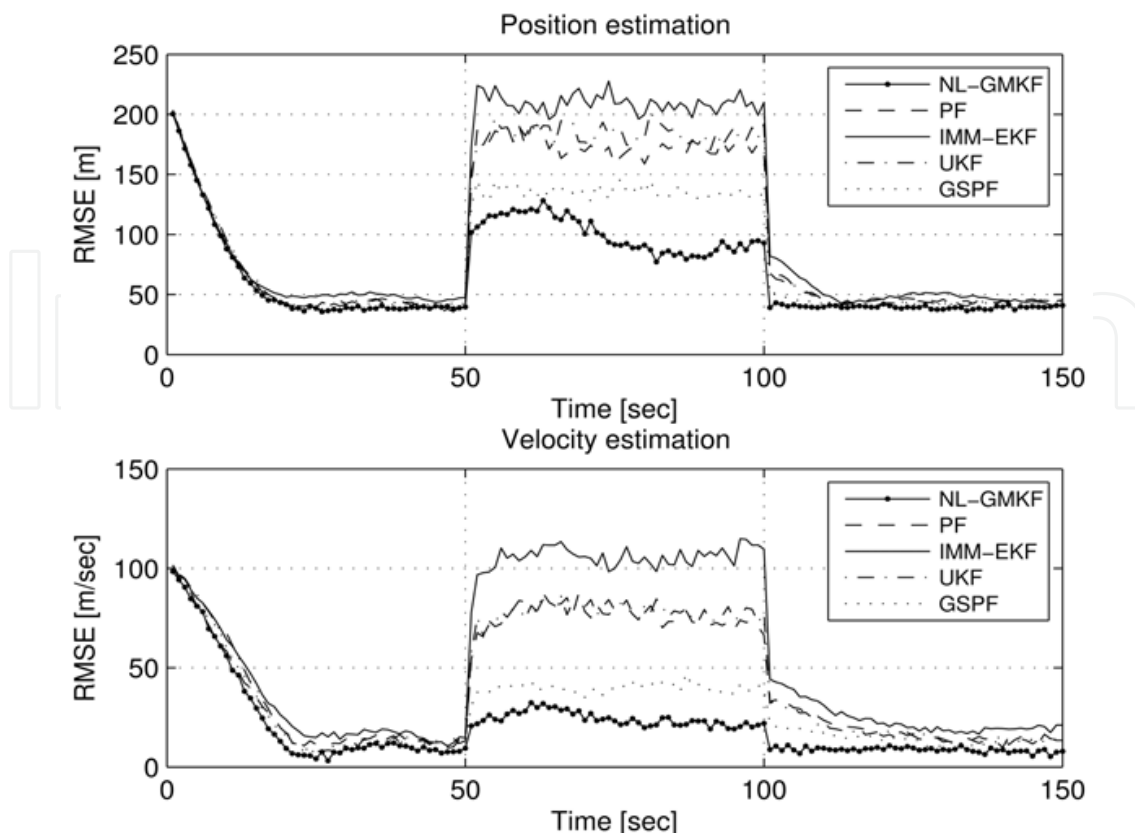 Position estimation
250
200
150
100
50
0
RMSE [m]
NL-GMKF
PF
IMM-EKF
UKF
GSPF
0
50
100
150
Time [sec]
Velocity estimation
150
100
50
0
RMSE [m/sec]
NL-GMKF
PF
IMM-EKF
UKF
GSPF
0
50
100
150
Time [sec]